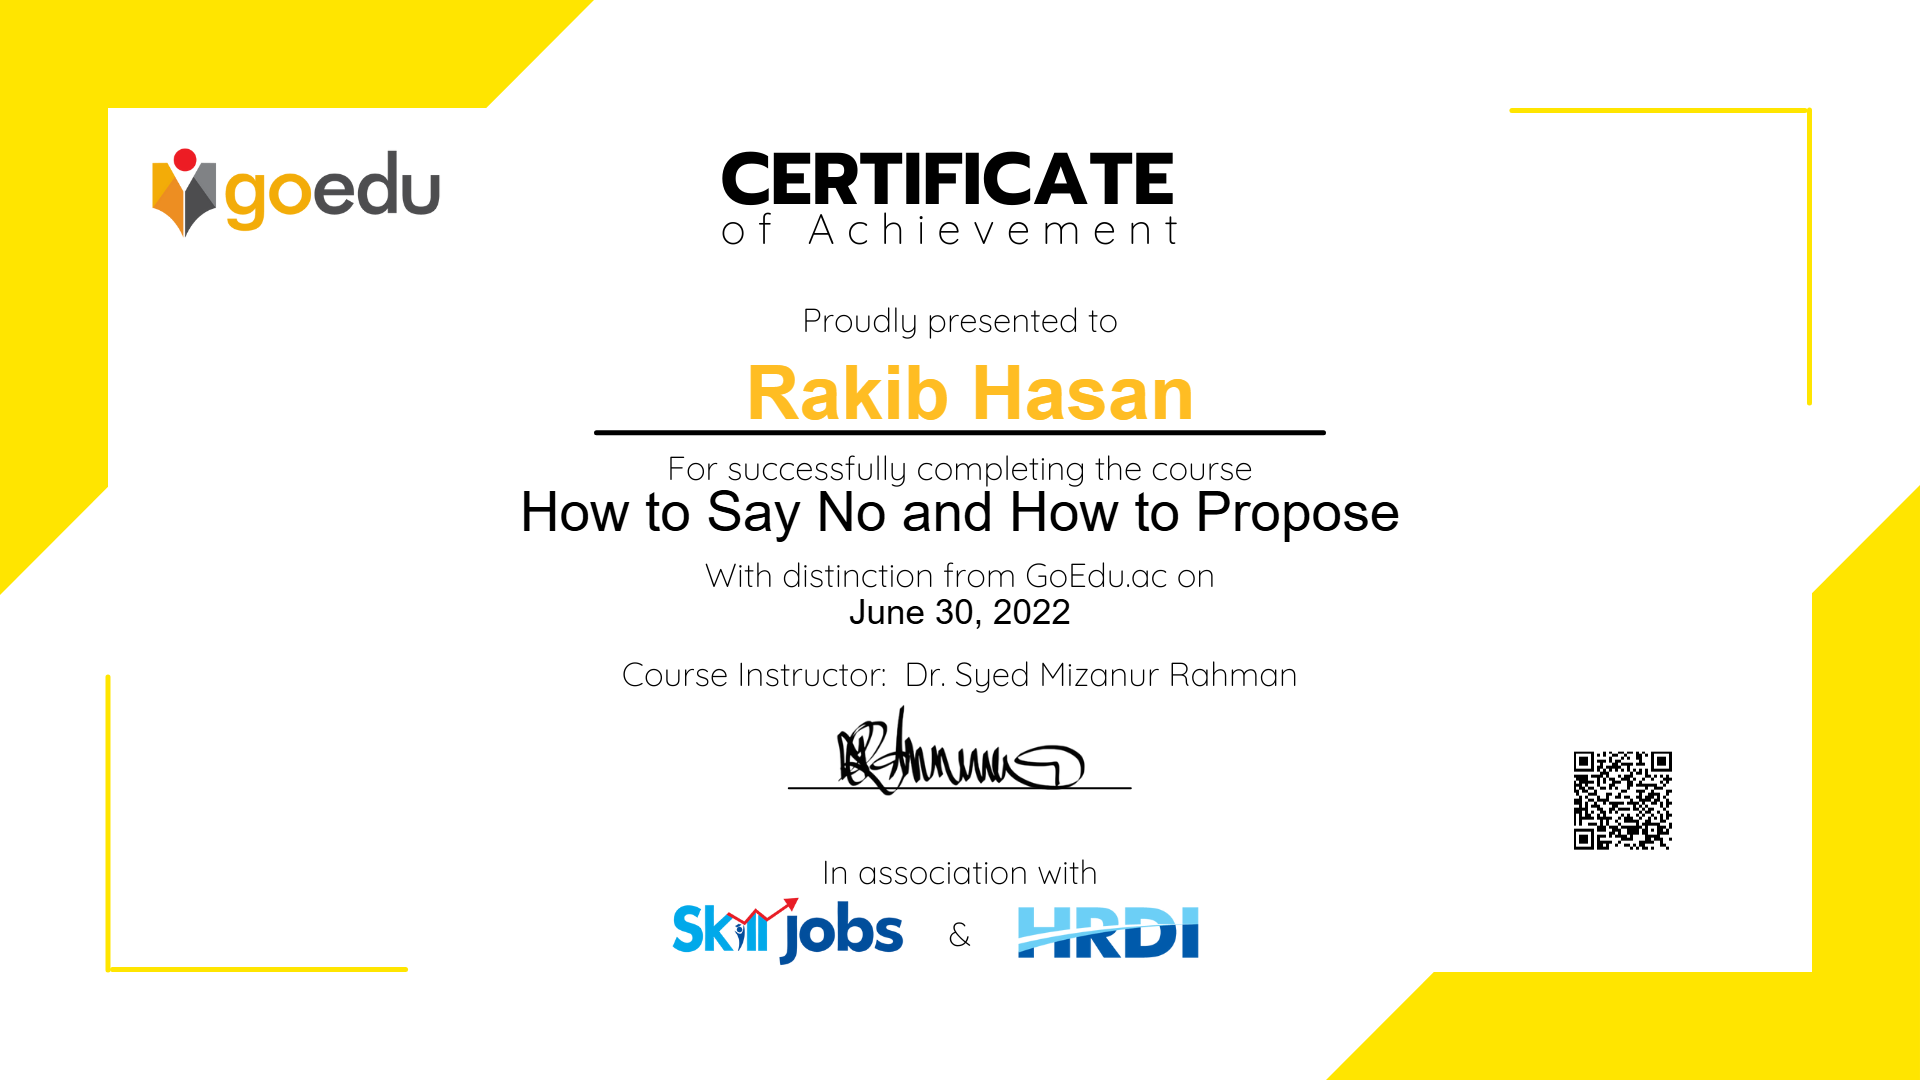 goedu
CERTIFICATE
of Achievement
Proudly presented to
Rakib Hasan
For successfully completing the course
How to Say No and How to Propose
With distinction from GoEdu.ac on
June 30, 2022
Course Instructor: Dr. Syed Mizanur Rahman
In association with
Skill jobs & HRDI